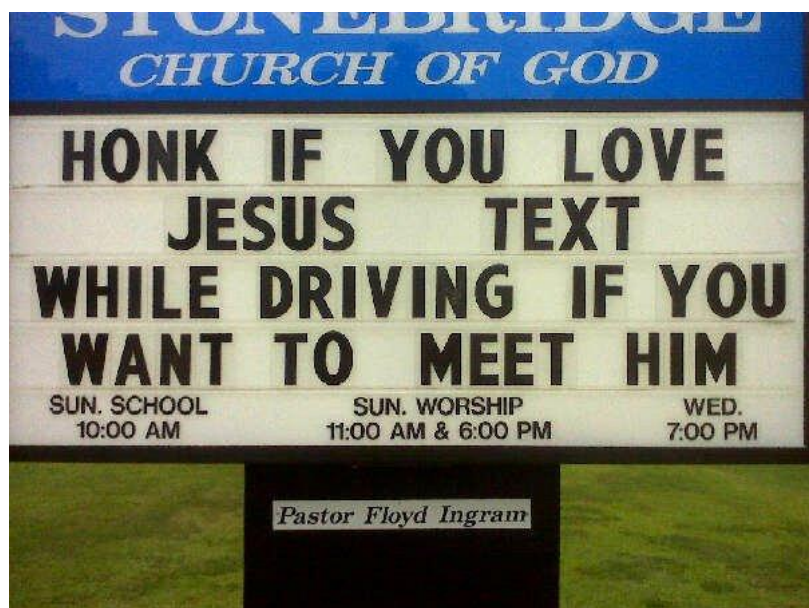 STONEBRIDGE
CHURCH OF GOD
HONK IF YOU LOVE
JESUS TEXT
WHILE DRIVING IF YOU
WANT TO MEET HIM
SUN. SCHOOL SUN. WORSHIP WED.
10:00 AM 11:00 AM & 6:00 PM 7:00 PM
Pastor Floyd Ingram